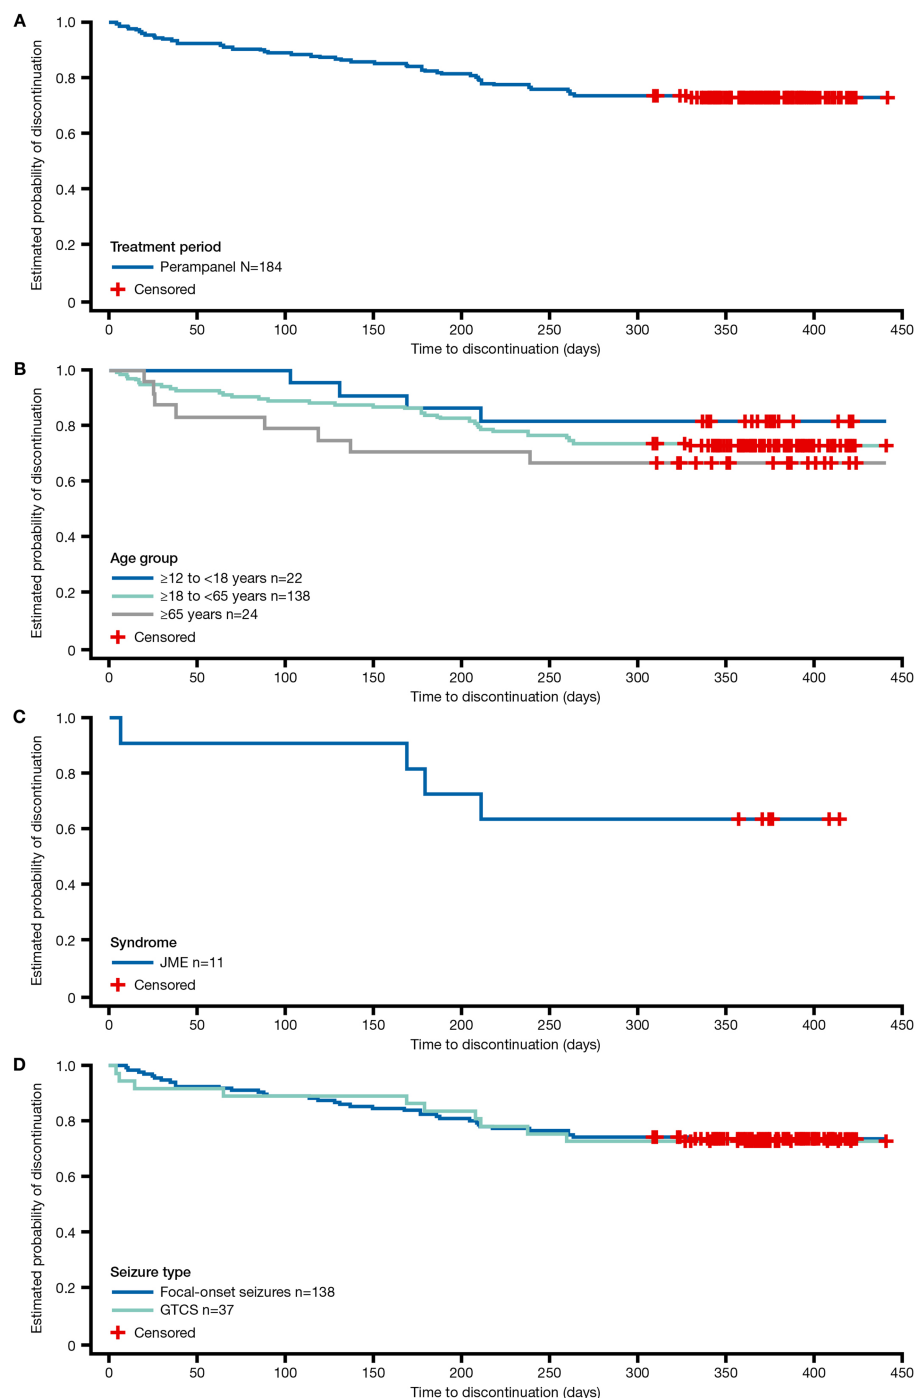 A
Estimated probability of discontinuation
1.0
0.8
0.6
0.4
0.2
0
Treatment period
Perampanel N=184
Censored
0 50 100 150 200 250 300 350 400 450
Time to discontinuation (days)
B
Estimated probability of discontinuation
1.0
0.8
0.6
0.4
0.2
0
Age group
≥12 to <18 years n=22
≥18 to <65 years n=138
≥65 years n=24
Censored
0 50 100 150 200 250 300 350 400 450
Time to discontinuation (days)
C
Estimated probability of discontinuation
1.0
0.8
0.6
0.4
0.2
0
Syndrome
JME n=11
Censored
0 50 100 150 200 250 300 350 400 450
Time to discontinuation (days)
D
Estimated probability of discontinuation
1.0
0.8
0.6
0.4
0.2
0
Seizure type
Focal-onset seizures n=138
GTCS n=37
Censored
0 50 100 150 200 250 300 350 400 450
Time to discontinuation (days)